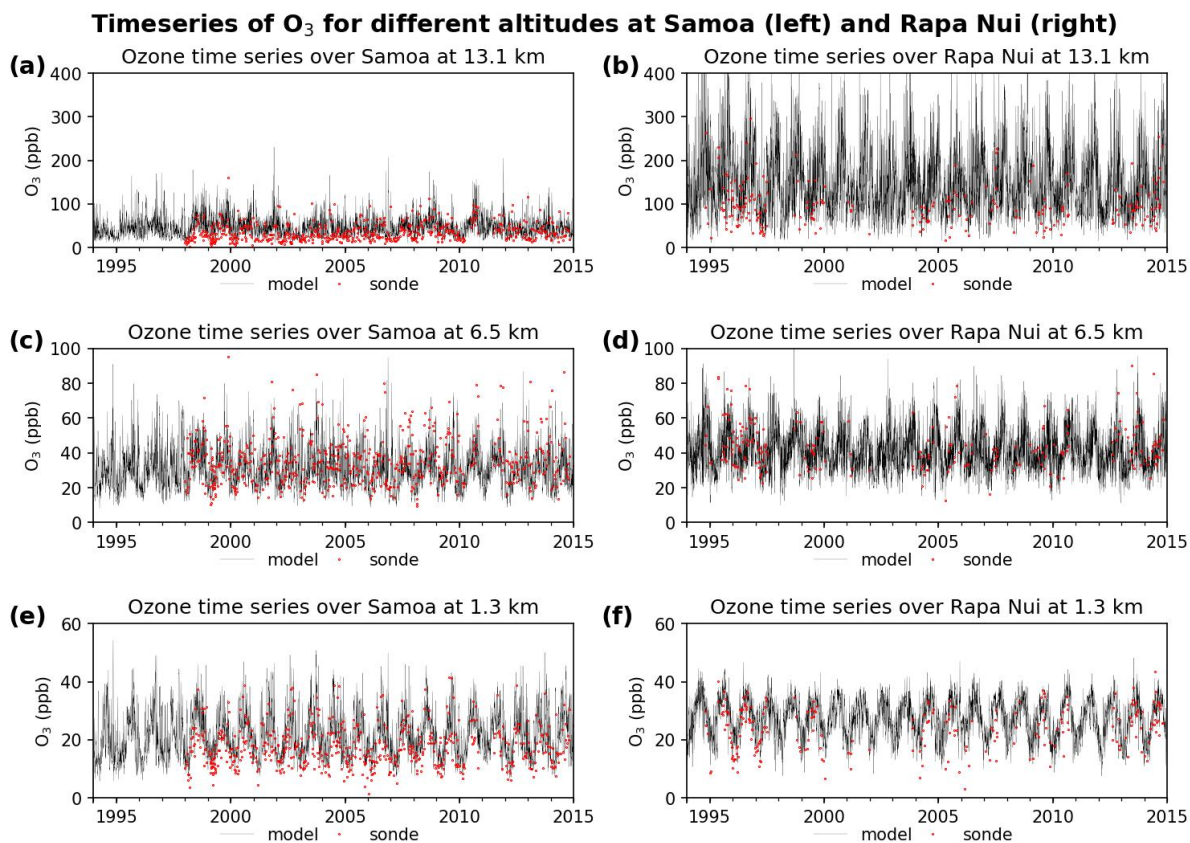 Timeseries of O3 for different altitudes at Samoa (left) and Rapa Nui (right)
(a)
Ozone time series over Samoa at 13.1 km
O3 (ppb)
400
300
200
100
0
1995 2000 2005 2010 2015
model sonde
(b)
Ozone time series over Rapa Nui at 13.1 km
O3 (ppb)
400
300
200
100
0
1995 2000 2005 2010 2015
model sonde
(c)
Ozone time series over Samoa at 6.5 km
O3 (ppb)
100
80
60
40
20
0
1995 2000 2005 2010 2015
model sonde
(d)
Ozone time series over Rapa Nui at 6.5 km
O3 (ppb)
100
80
60
40
20
0
1995 2000 2005 2010 2015
model sonde
(e)
Ozone time series over Samoa at 1.3 km
O3 (ppb)
60
40
20
0
1995 2000 2005 2010 2015
model sonde
(f)
Ozone time series over Rapa Nui at 1.3 km
O3 (ppb)
60
40
20
0
1995 2000 2005 2010 2015
model sonde